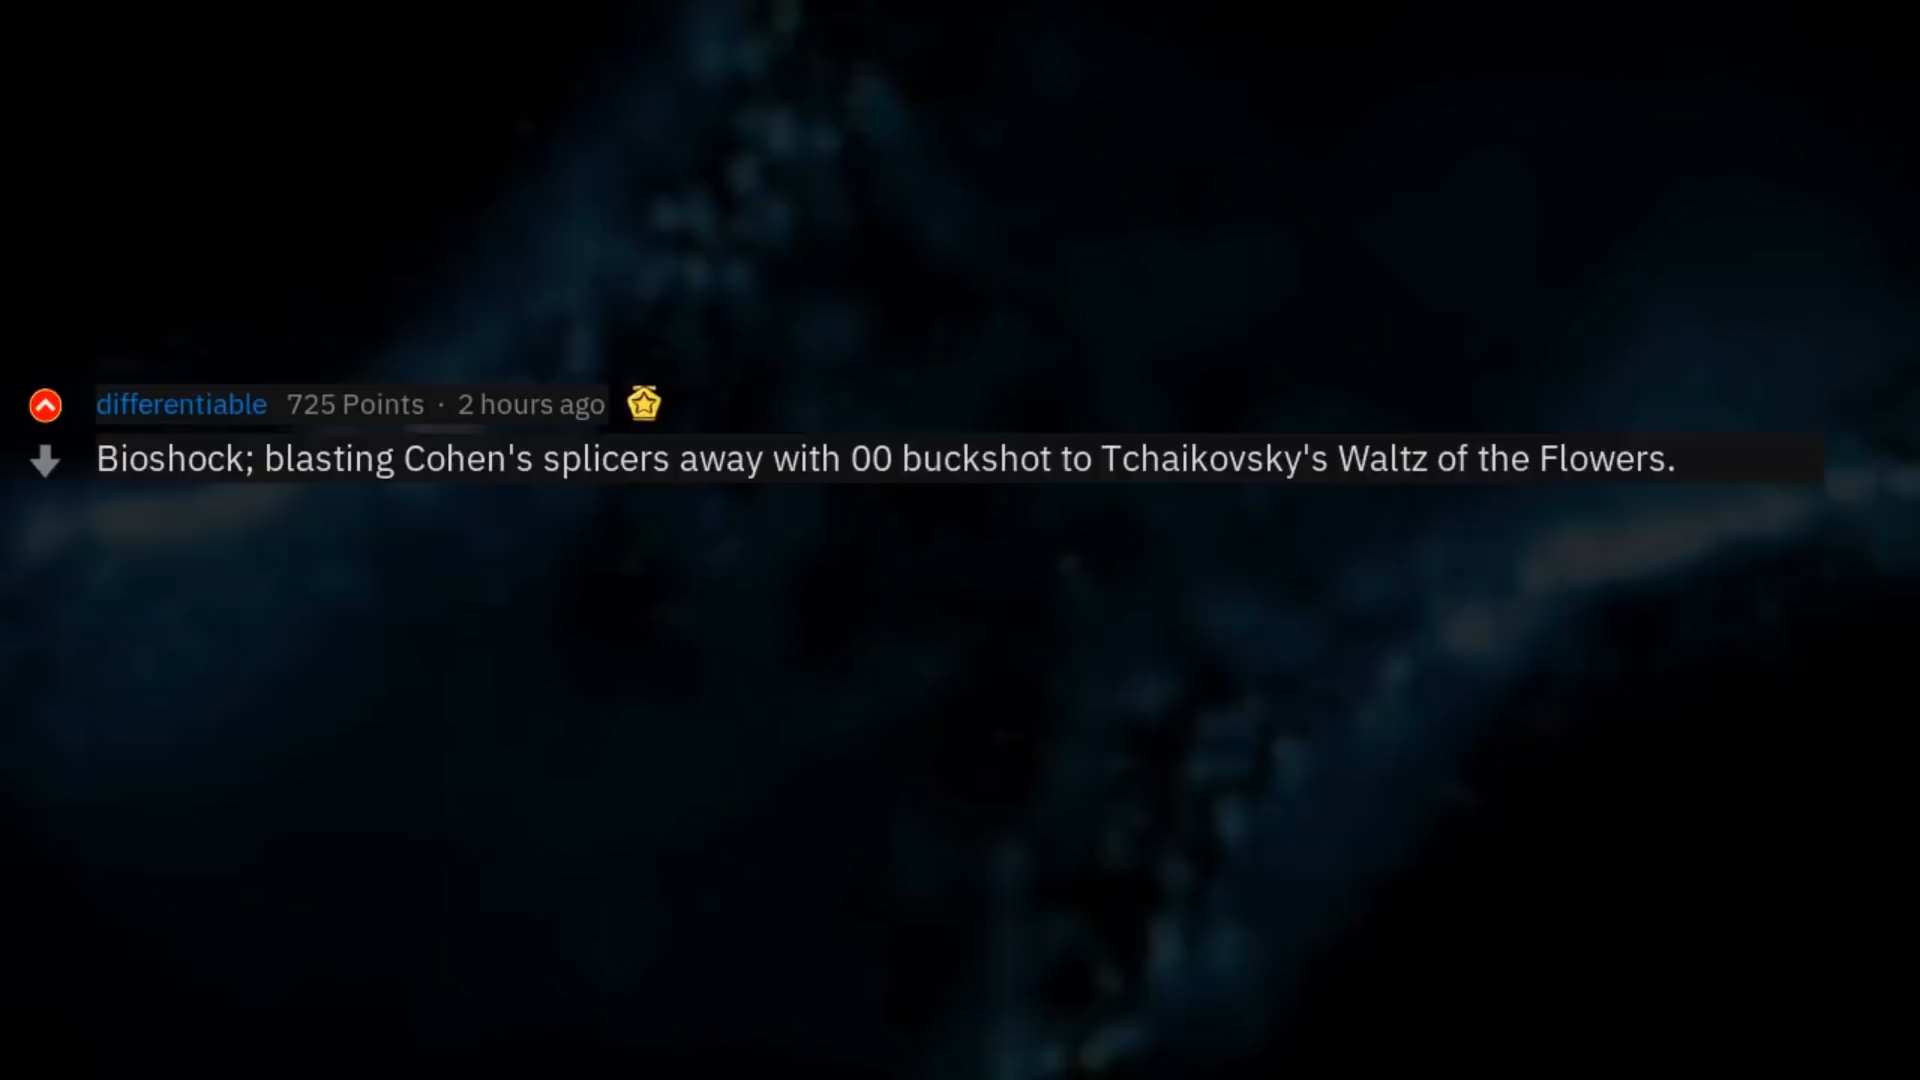 differentiable 725 Points · 2 hours ago
Bioshock; blasting Cohen's splicers away with 00 buckshot to Tchaikovsky's Waltz of the Flowers.